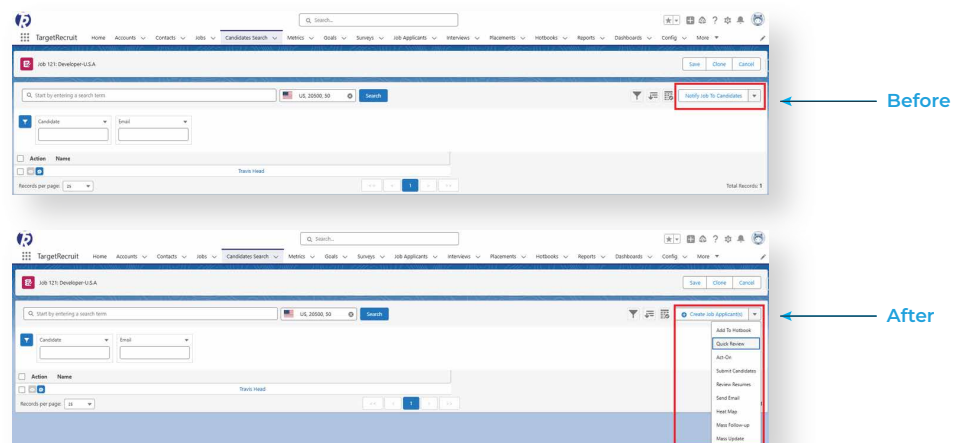 Search...
TargetRecruit Home Accounts Contacts Jobs Candidates Search Metrics Goals Surveys Job Applicants Interviews Placements Hotbooks Reports Dashboards Config More
Job 121: Developer-U.S.A
Save Clone Cancel
Start by entering a search term
US, 20500, 50
Search
Notify Job To Candidates
Before
Candidate
Email
Action Name
Travis Head
Records per page: 25
1
Total Records: 1
Search...
TargetRecruit Home Accounts Contacts Jobs Candidates Search Metrics Goals Surveys Job Applicants Interviews Placements Hotbooks Reports Dashboards Config More
Job 121: Developer-U.S.A
Save Clone Cancel
Start by entering a search term
US, 20500, 50
Search
Create Job Applicant(s)
After
Candidate
Email
Action Name
Travis Head
Records per page: 25
1
Add To Hotbook
Quick Review
Act-On
Submit Candidates
Review Resumes
Send Email
Heat Map
Mass Follow-up
Mass Update